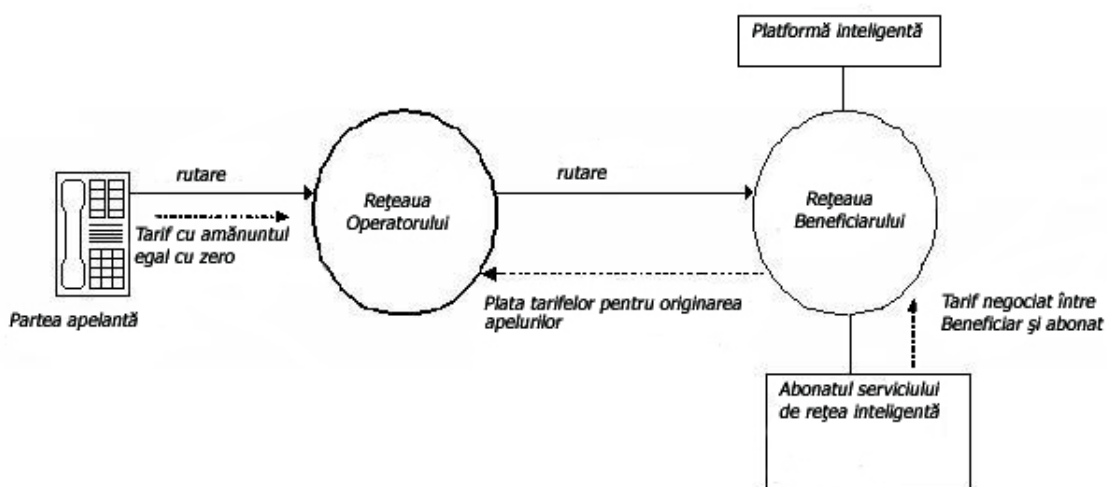 Platformă inteligentă
rutare
rutare
Reţeaua
Operatorului
Reţeaua
Beneficiarului
Tarif cu amănuntul
egal cu zero
Partea apelantă
Plata tarifelor pentru originarea
apelurilor
Tarif negociat între
Beneficiar şi abonat
Abonatul serviciului
de reţea inteligentă